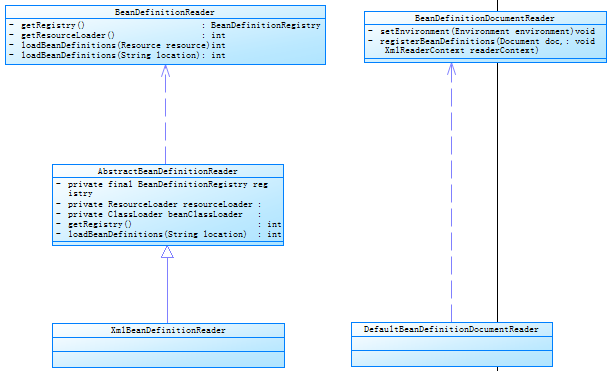 BeanDefinitionReader
- getRegistry() : BeanDefinitionRegistry
- getResourceLoader() : int
- loadBeanDefinitions(Resource resource)int
- loadBeanDefinitions(String location): int
BeanDefinitionDocumentReader
- setEnvironment(Environment environment)void
- registerBeanDefinitions(Document doc,: void
XmlReaderContext readerContext)
AbstractBeanDefinitionReader
- private final BeanDefinitionRegistry reg
istry
- private ResourceLoader resourceLoader :
- private ClassLoader beanClassLoader :
- getRegistry() : int
- loadBeanDefinitions(String location) : int
XmlBeanDefinitionReader
DefaultBeanDefinitionDocumentReader